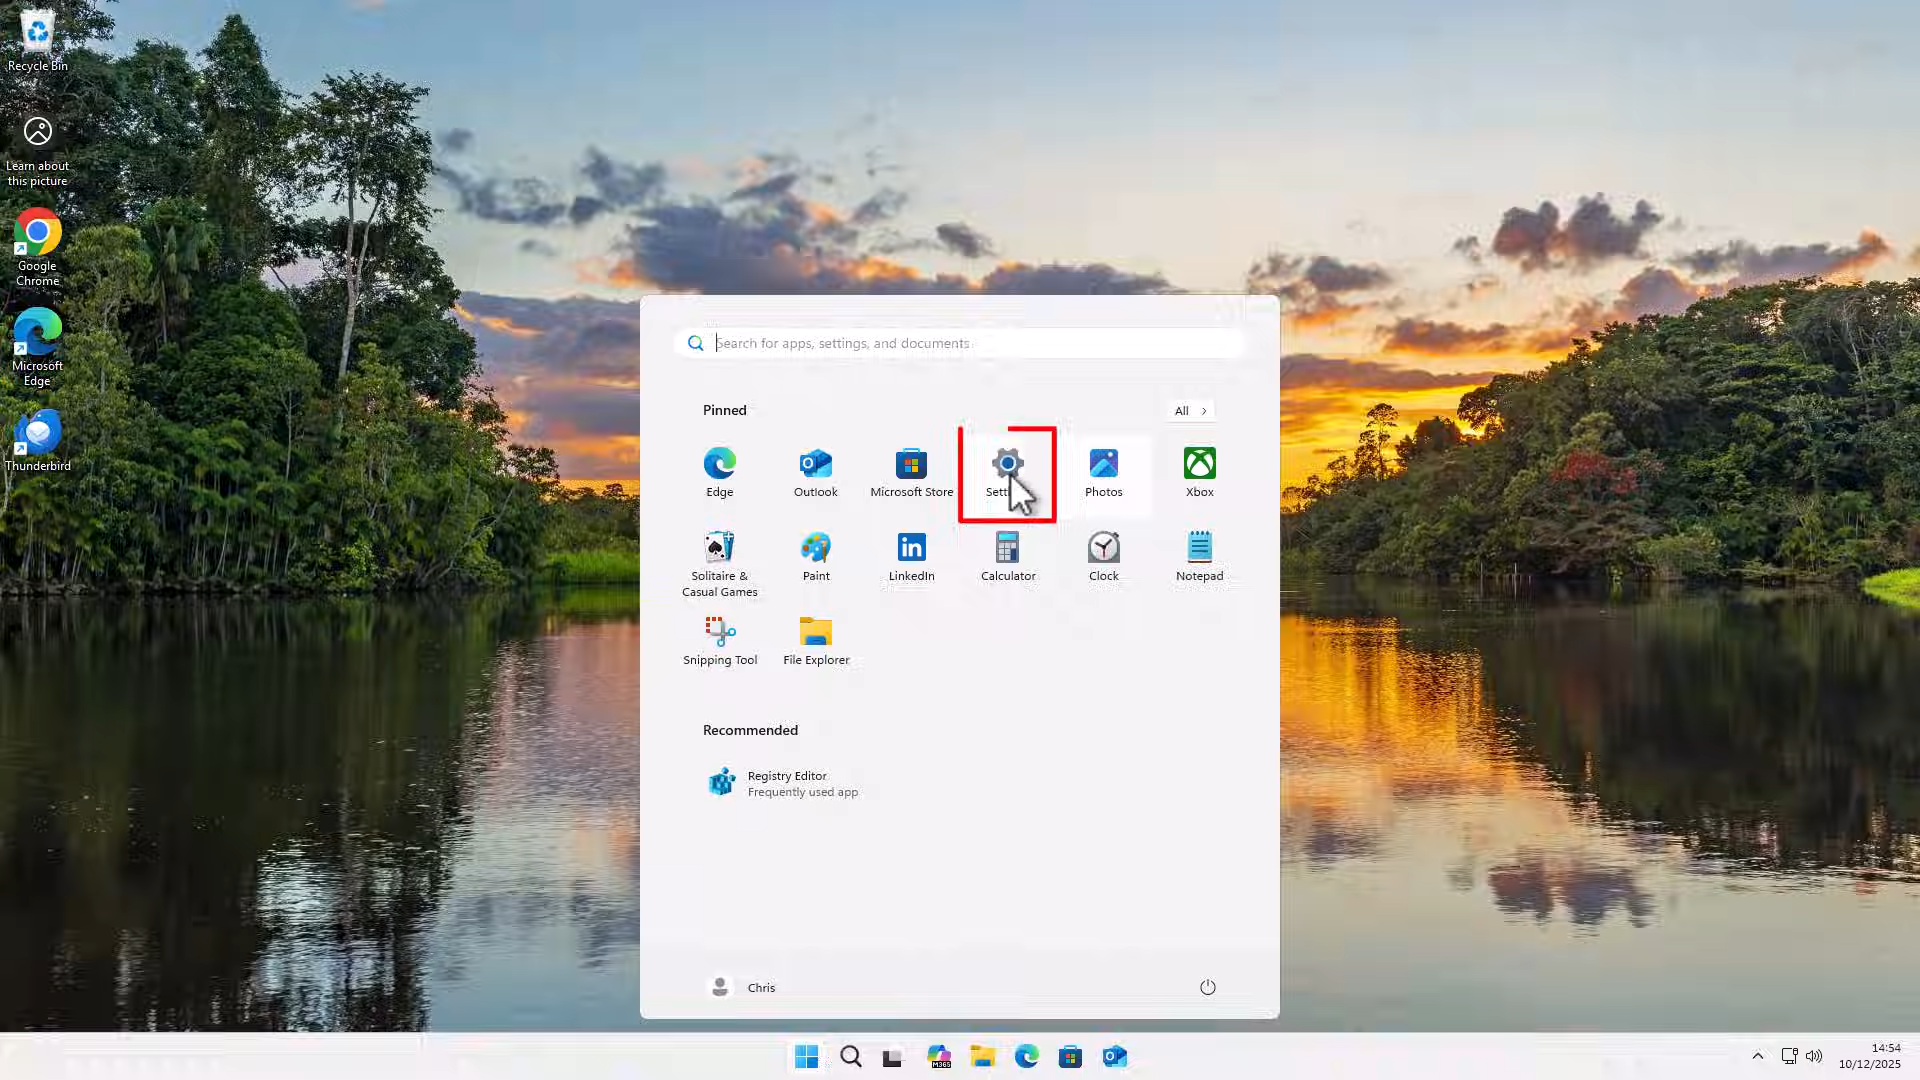 Recycle Bin
Learn about
this picture
Google
Chrome
Microsoft
Edge
Thunderbird
Search for apps, settings, and documents
Pinned
All
Edge
Outlook
Microsoft Store
Photos
Xbox
Solitaire &
Casual Games
Paint
LinkedIn
Calculator
Clock
Notepad
Snipping Tool
File Explorer
Recommended
Registry Editor
Frequently used app
Chris
M365
14:54
10/12/2025